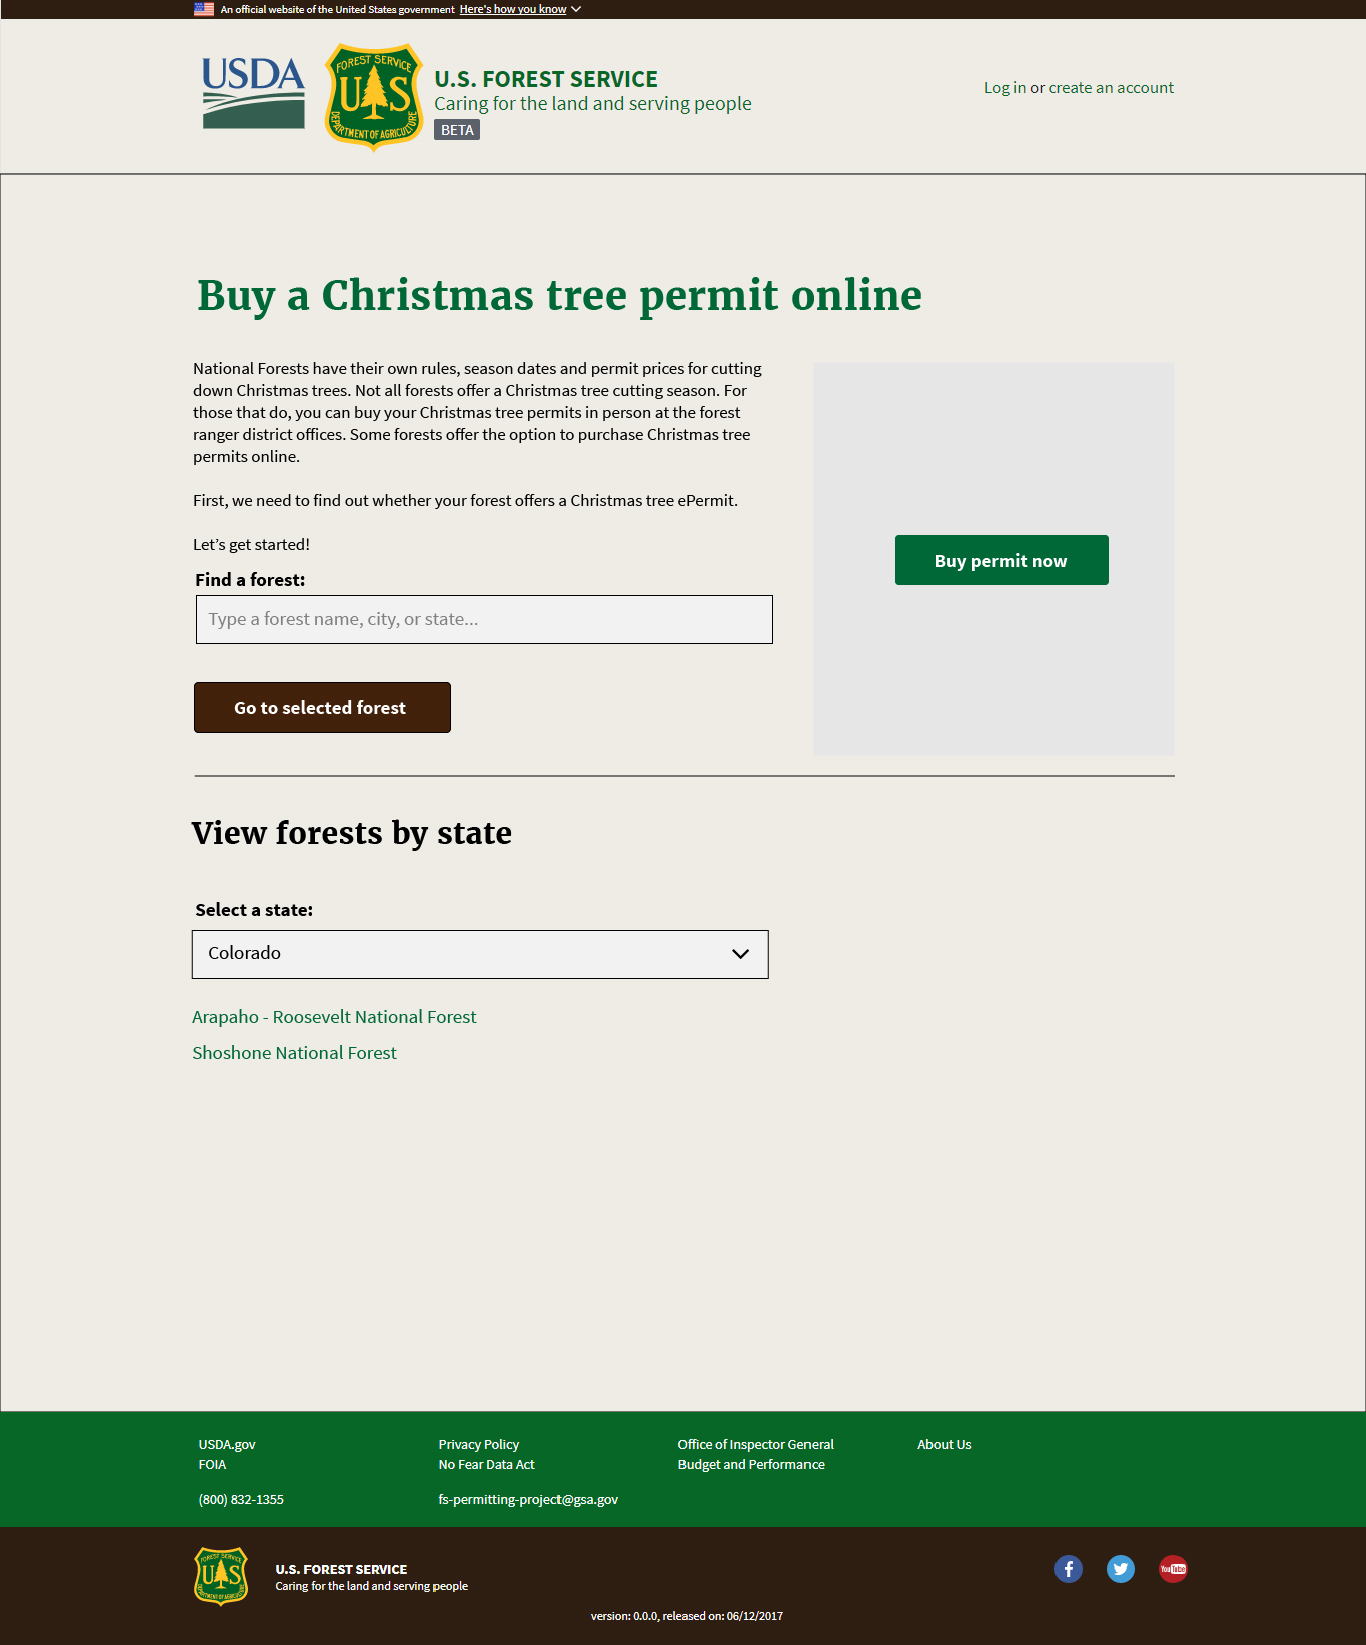 An official website of the United States government Here's how you know
USDA
FOREST SERVICE
U S
DEPARTMENT OF AGRICULTURE
U.S. FOREST SERVICE
Caring for the land and serving people
BETA
Log in or create an account
Buy a Christmas tree permit online
National Forests have their own rules, season dates and permit prices for cutting
down Christmas trees. Not all forests offer a Christmas tree cutting season. For
those that do, you can buy your Christmas tree permits in person at the forest
ranger district offices. Some forests offer the option to purchase Christmas tree
permits online.
First, we need to find out whether your forest offers a Christmas tree ePermit.
Let's get started!
Find a forest:
Type a forest name, city, or state...
Go to selected forest
Buy permit now
View forests by state
Select a state:
Colorado
Arapaho - Roosevelt National Forest
Shoshone National Forest
USDA.gov
FOIA
(800) 832-1355
Privacy Policy
No Fear Data Act
fs-permitting-project@gsa.gov
Office of Inspector General
Budget and Performance
About Us
FOREST SERVICE
U S
DEPARTMENT OF AGRICULTURE
U.S. FOREST SERVICE
Caring for the land and serving people
YouTube
version: 0.0.0, released on: 06/12/2017